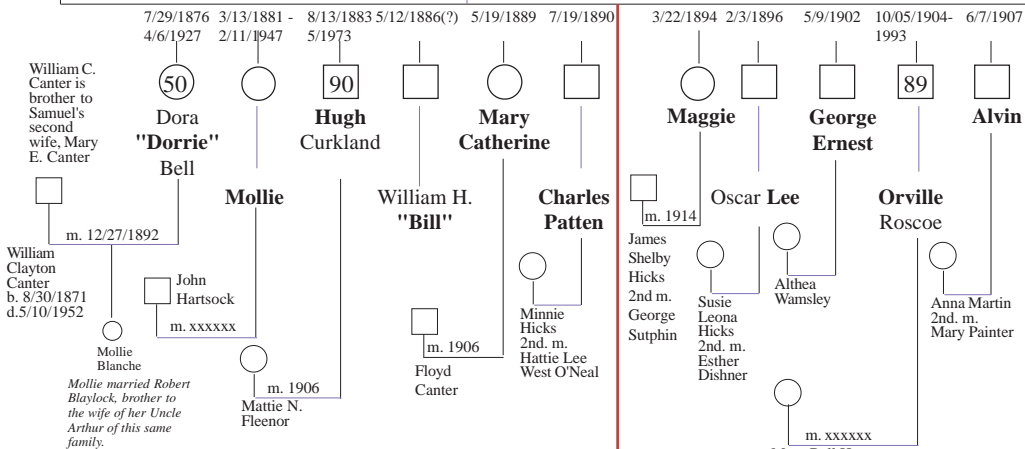 7/29/1876
4/6/1927
3/13/1881 -
2/11/1947
8/13/1883
5/1973
5/12/1886(?)
5/19/1889
7/19/1890
3/22/1894
2/3/1896
5/9/1902
10/05/1904-
1993
6/7/1907
William C.
Canter is
brother to
Samuel's
second
wife, Mary
E. Canter
50
Dora
"Dorrie"
Bell
Mollie
90
Hugh
Curkland
William H.
"Bill"
Mary
Catherine
Charles
Patten
Maggie
Oscar Lee
George
Ernest
89
Orville
Roscoe
Alvin
m. 12/27/1892
William
Clayton
Canter
b. 8/30/1871
d.5/10/1952
Mollie
Blanche
Mollie married Robert
Blaylock, brother to
the wife of her Uncle
Arthur of this same
family.
John
Hartsock
m. xxxxxx
m. 1906
Mattie N.
Fleenor
m. 1906
Floyd
Canter
Minnie
Hicks
2nd. m.
Hattie Lee
West O'Neal
m. 1914
James
Shelby
Hicks
2nd m.
George
Sutphin
Susie
Leona
Hicks
2nd. m.
Esther
Dishner
Althea
Wamsley
Anna Martin
2nd. m.
Mary Painter
m. xxxxxx